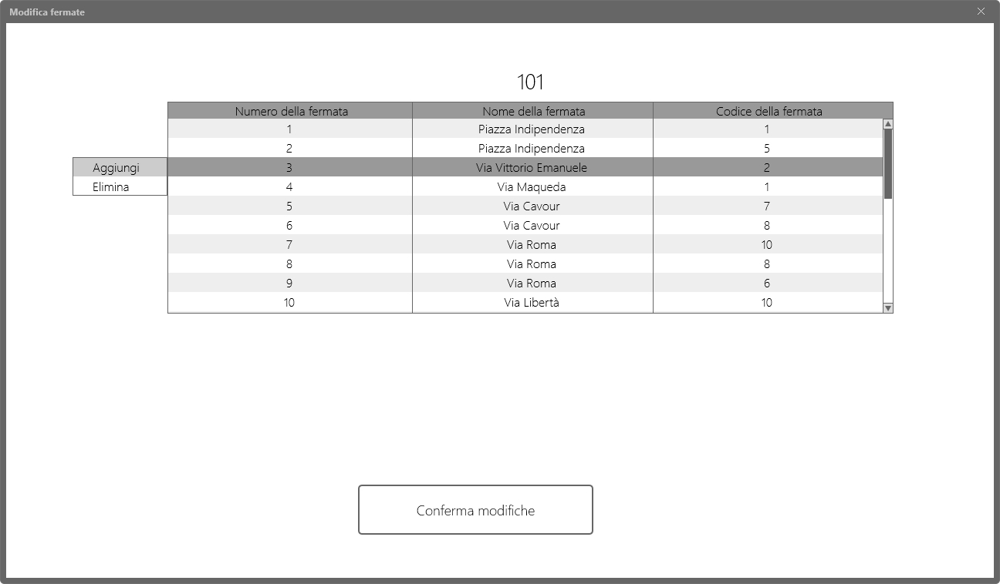 Modifica fermate
101
Numero della fermata Nome della fermata Codice della fermata
1 Piazza Indipendenza 1
2 Piazza Indipendenza 5
Aggiungi 3 Via Vittorio Emanuele 2
Elimina 4 Via Maqueda 1
5 Via Cavour 7
6 Via Cavour 8
7 Via Roma 10
8 Via Roma 8
9 Via Roma 6
10 Via Libertà 10
Conferma modifiche